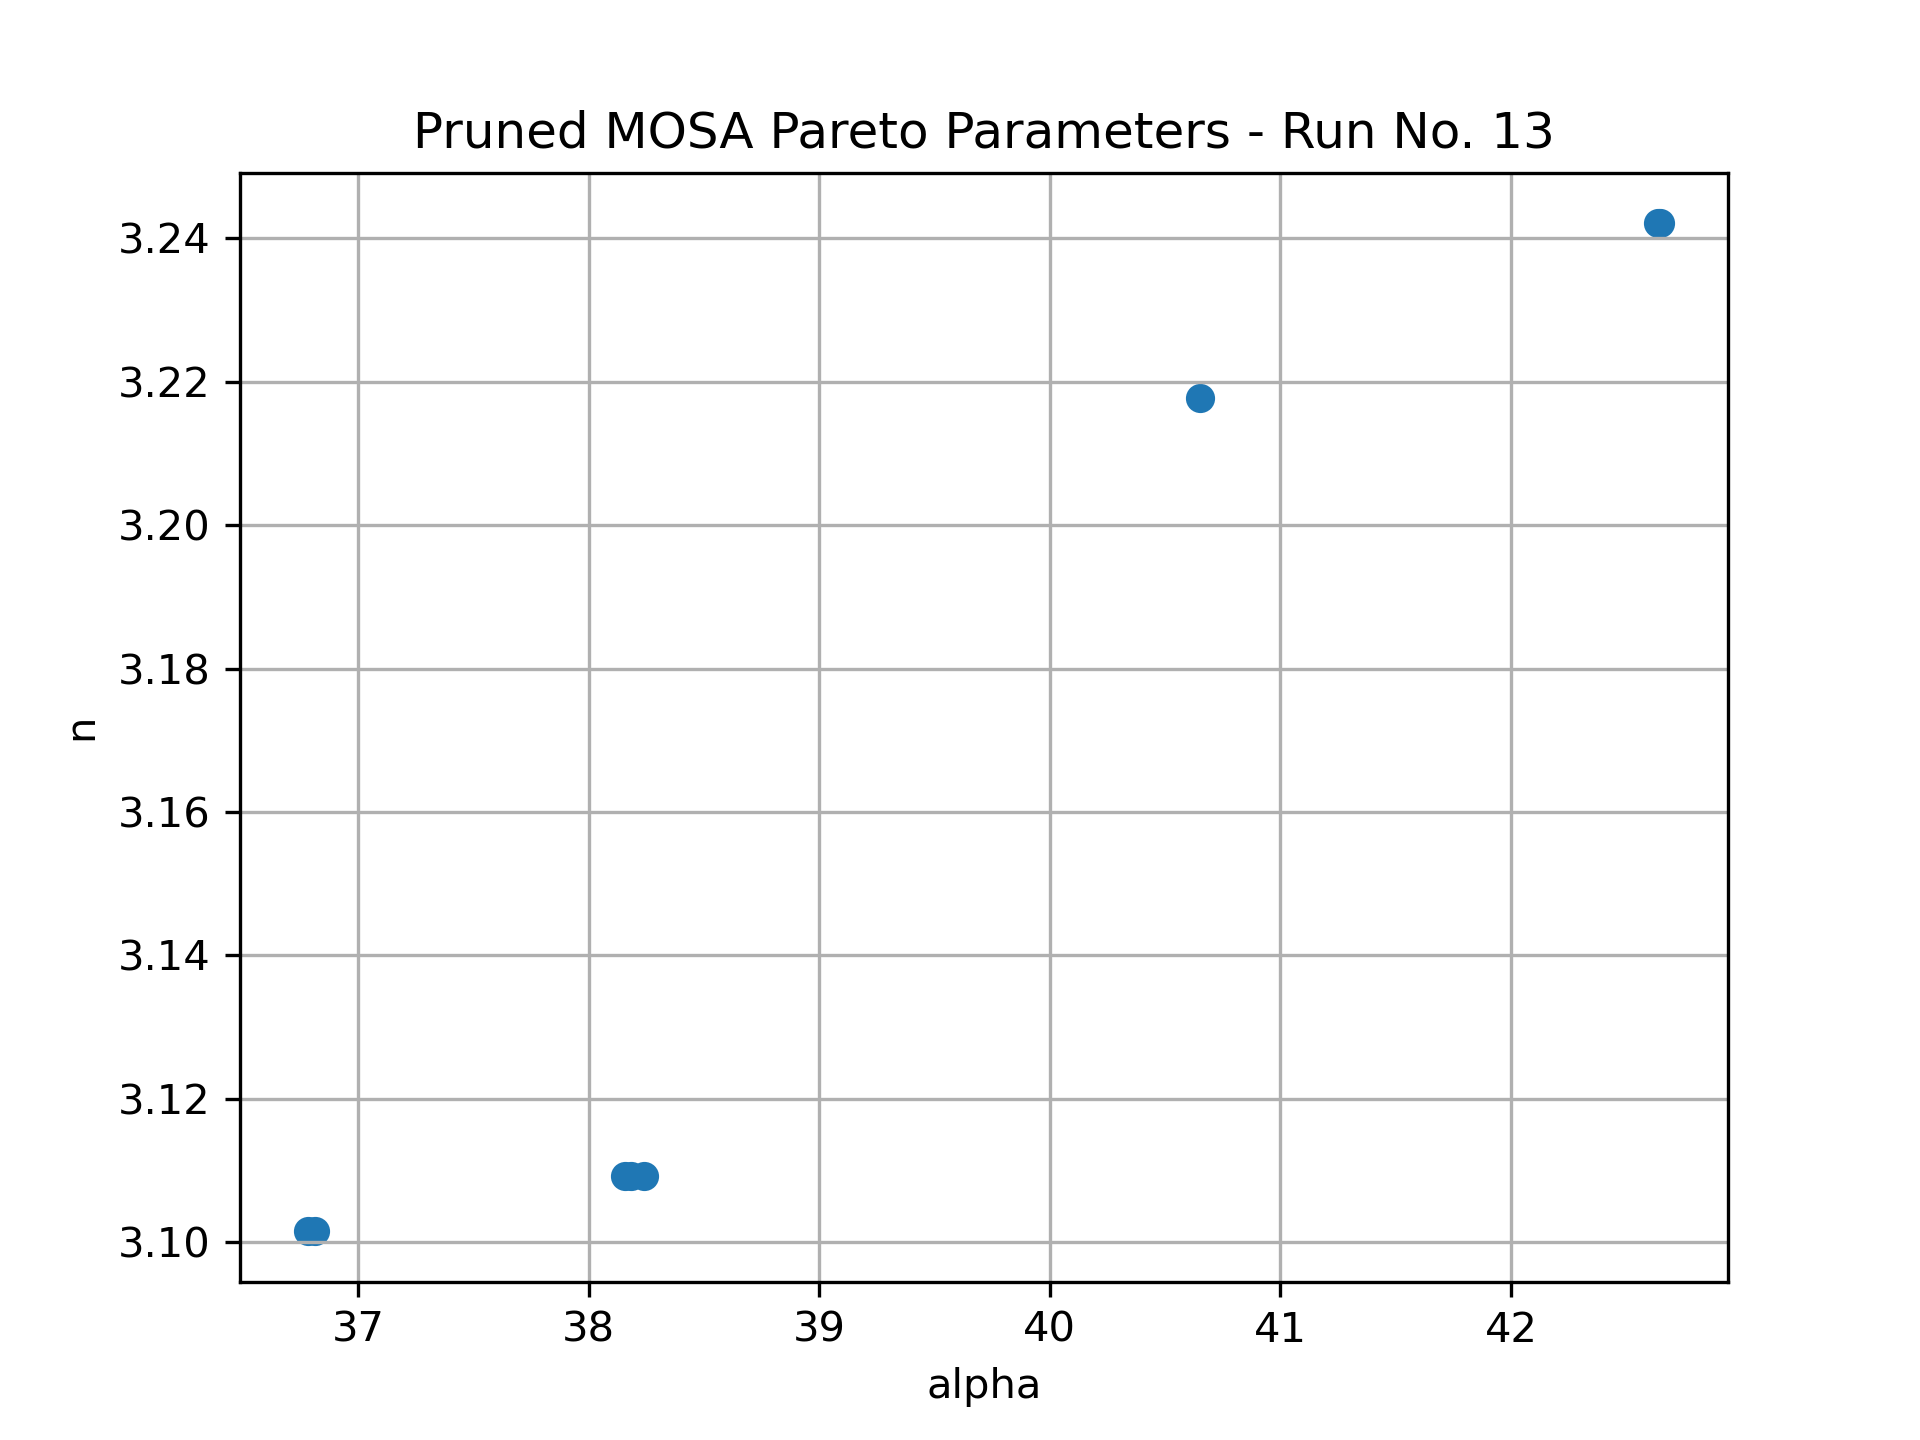 Pruned MOSA Pareto Parameters - Run No. 13
3.24
3.22
3.20
3.18
3.16
3.14
3.12
3.10
n
37 38 39 40 41 42
alpha